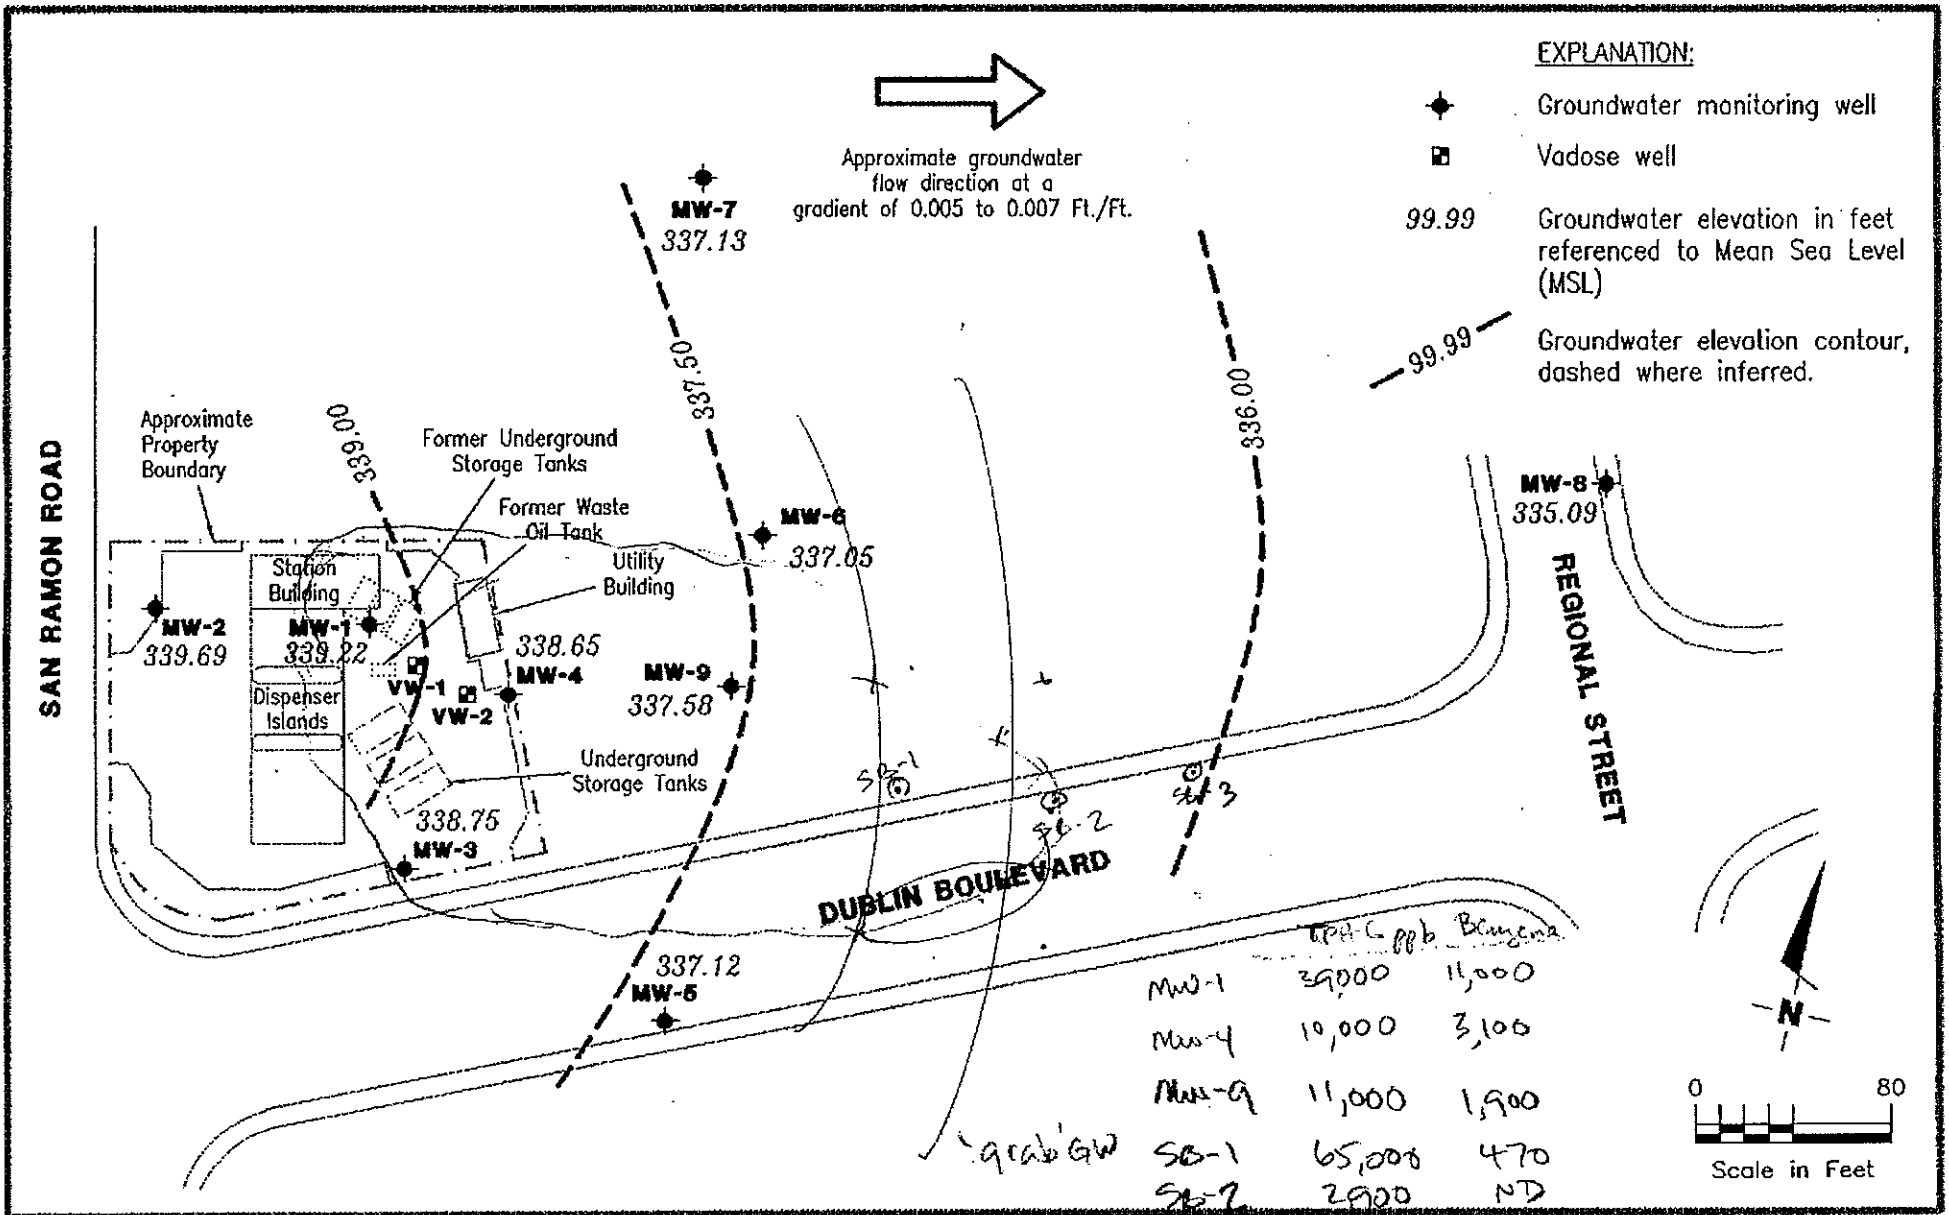 EXPLANATION:
Groundwater monitoring well
Vadose well
99.99
Groundwater elevation in feet
referenced to Mean Sea Level
(MSL)
99.99
Groundwater elevation contour,
dashed where inferred.
Approximate groundwater
flow direction at a
gradient of 0.005 to 0.007 Ft./Ft.
MW-7
337.13
337.50
336.00
339.00
Approximate
Property
Boundary
Former Underground
Storage Tanks
Former Waste
Oil Tank
Utility
Building
Station
Building
MW-6
337.05
MW-8
335.09
SAN RAMON ROAD
REGIONAL STREET
MW-2
339.69
MW-1
339.22
338.65
MW-4
VW-1
VW-2
MW-9
337.58
Dispenser
Islands
Underground
Storage Tanks
338.75
MW-3
SB-1
SB-2
DUBLIN BOULEVARD
337.12
MW-5
TPH-G ppb Benzene
MW-1 39,000 11,000
MW-4 10,000 3,100
MW-9 11,000 1,900
'grab' GW SB-1 65,000 470
SB-2 2900 ND
N
0 80
Scale in Feet